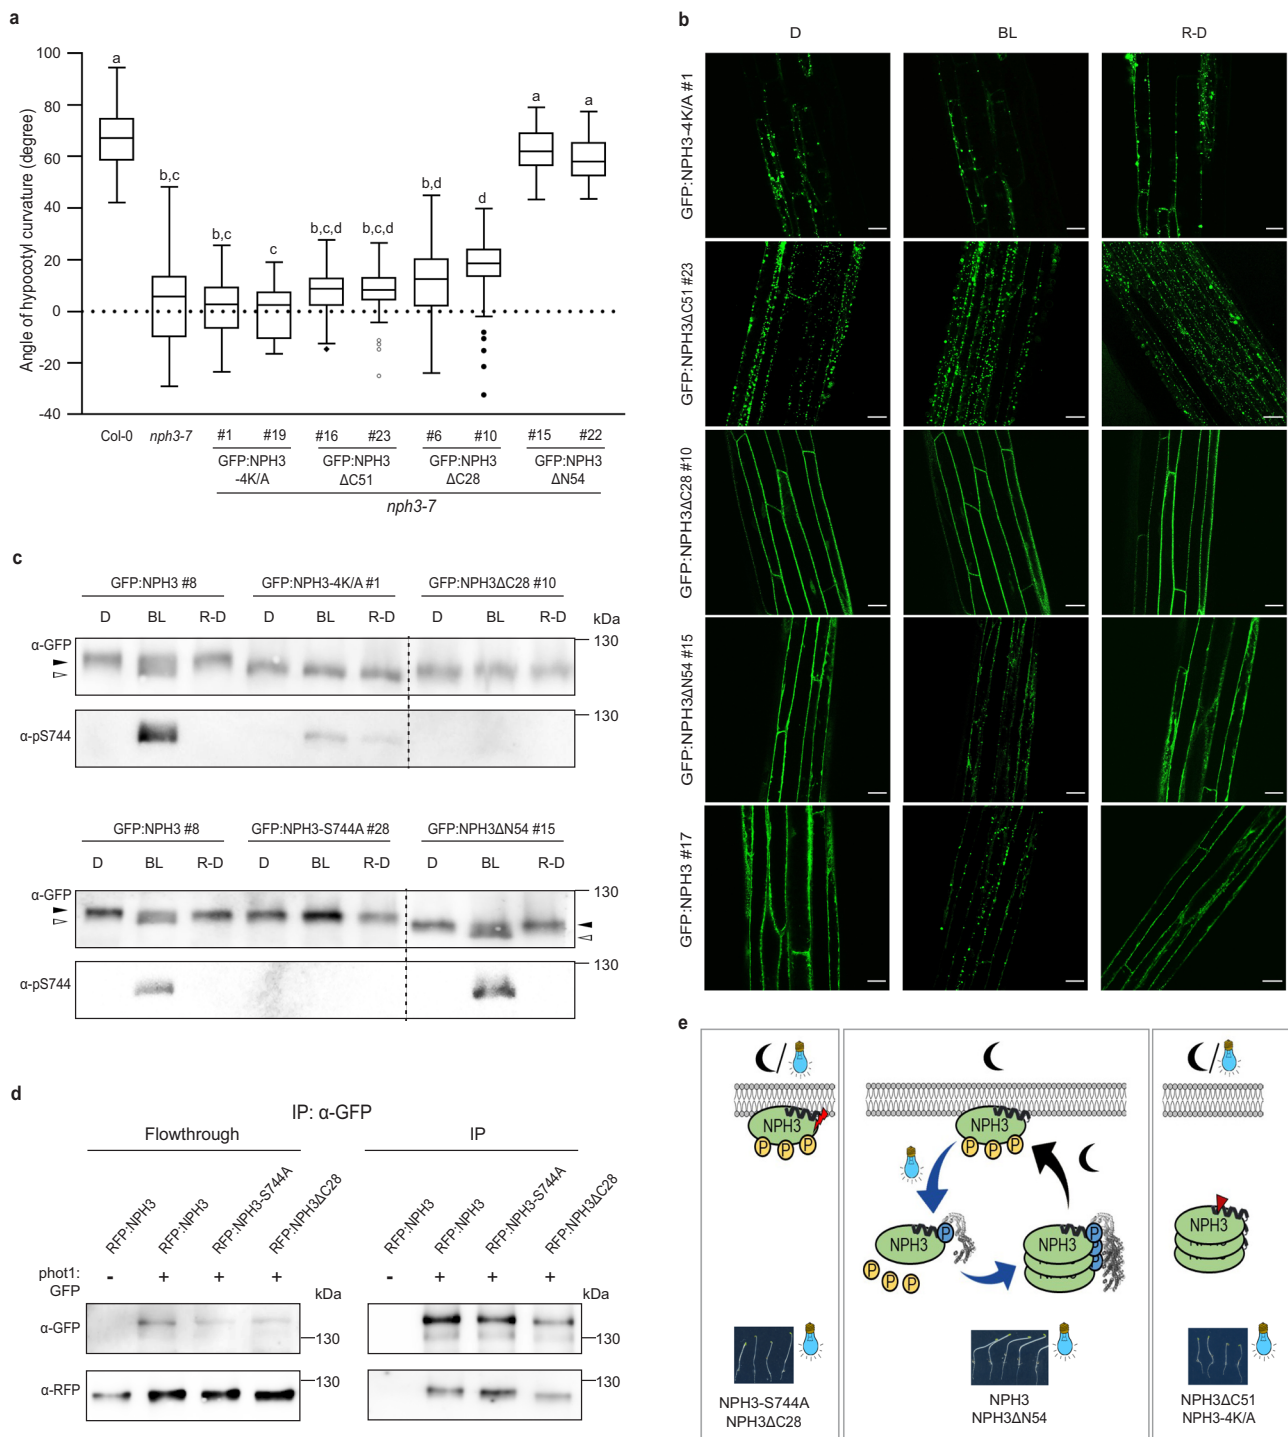 a
Angle of hypocotyl curvature (degree)
100
80
60
40
20
0
-20
-40
a
b,c
b,c
c
b,c,d
b,c,d
b,d
d
a
a
Col-0 nph3-7 #1 #19 #16 #23 #6 #10 #15 #22
GFP:NPH3 -4K/A
GFP:NPH3 ΔC51
GFP:NPH3 ΔC28
GFP:NPH3 ΔN54
nph3-7
b
D BL R-D
GFP:NPH3-4K/A #1
GFP:NPH3ΔC51 #23
GFP:NPH3ΔC28 #10
GFP:NPH3ΔN54 #15
GFP:NPH3 #17
c
GFP:NPH3 #8 GFP:NPH3-4K/A #1 GFP:NPH3ΔC28 #10
D BL R-D D BL R-D D BL R-D kDa
α-GFP
130
α-pS744
130
GFP:NPH3 #8 GFP:NPH3-S744A #28 GFP:NPH3ΔN54 #15
D BL R-D D BL R-D D BL R-D
α-GFP
130
α-pS744
130
d
IP: α-GFP
Flowthrough IP
RFP:NPH3 RFP:NPH3 RFP:NPH3-S744A RFP:NPH3ΔC28
RFP:NPH3 RFP:NPH3 RFP:NPH3-S744A RFP:NPH3ΔC28
phot1: GFP - + + + - + + +
kDa kDa
α-GFP
130 130
α-RFP
130 130
e
NPH3
P P P
NPH3-S744A
NPH3ΔC28
NPH3
P P P
NPH3 P
P P P
NPH3 P
NPH3
NPH3ΔN54
NPH3
NPH3ΔC51
NPH3-4K/A